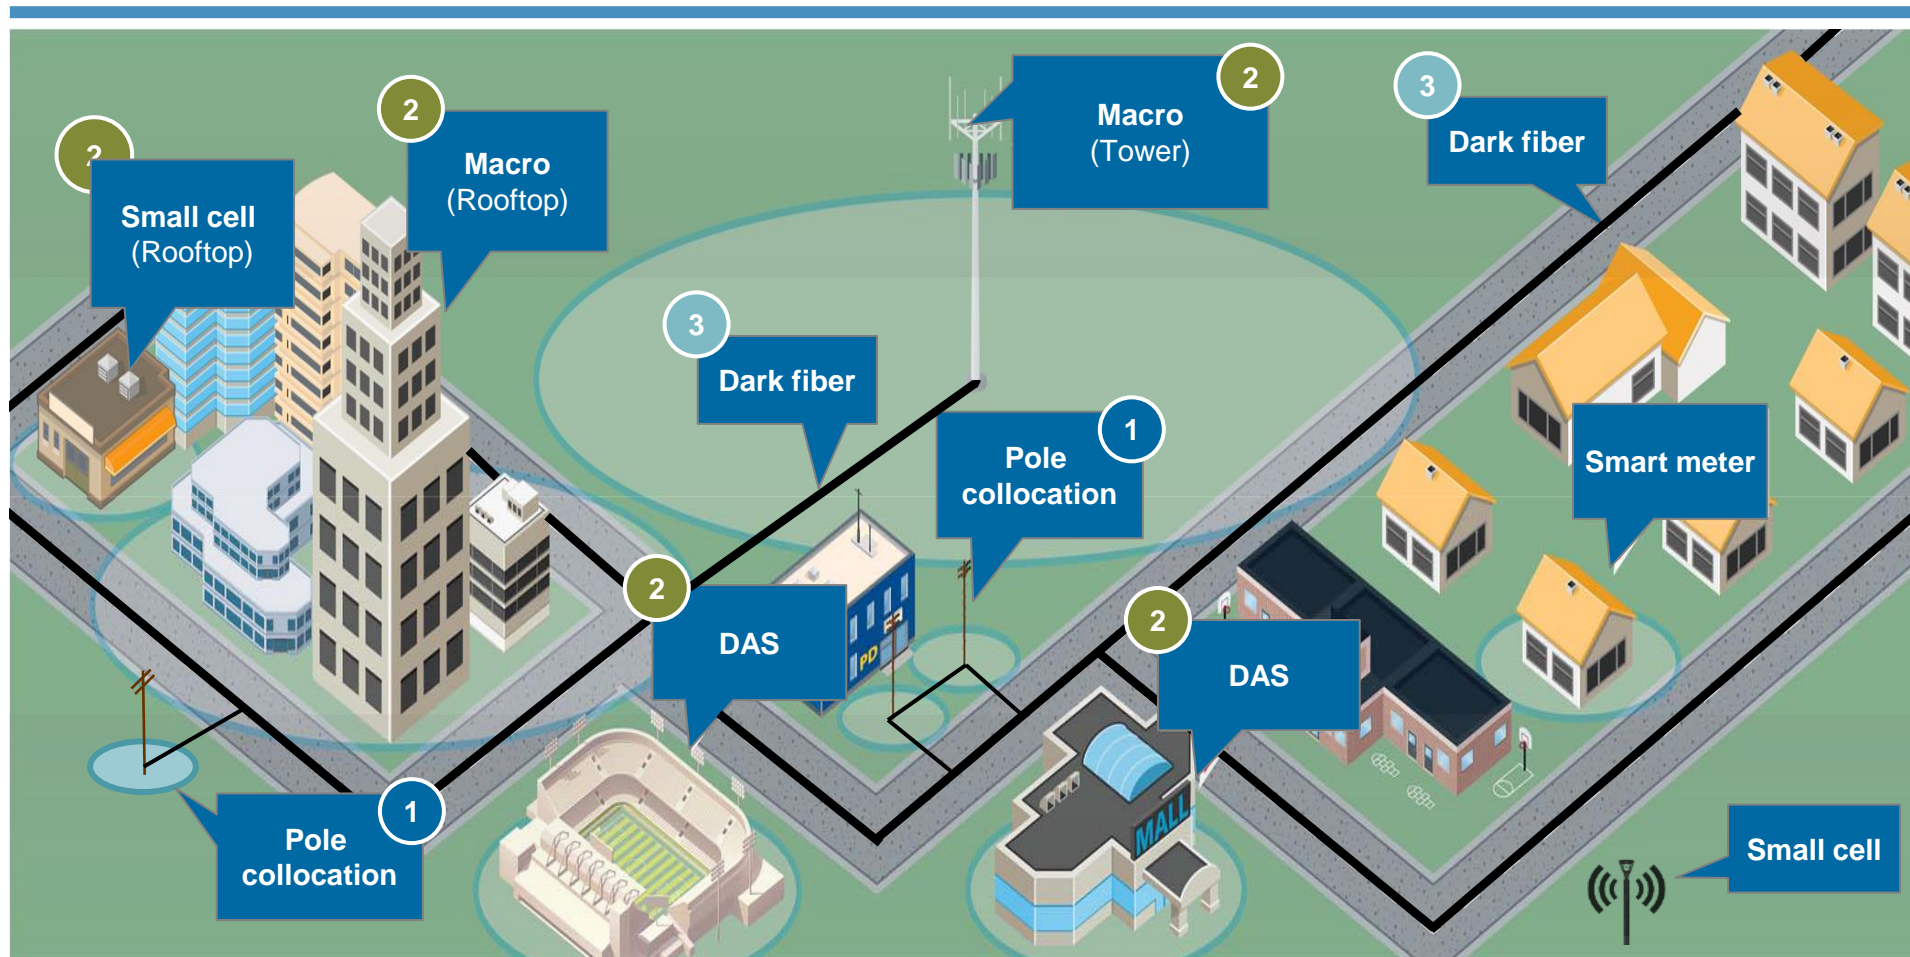 2
Small cell
(Rooftop)
2
Macro
(Rooftop)
2
Macro
(Tower)
3
Dark fiber
3
Dark fiber
1
Pole
collocation
Smart meter
2
DAS
PD
2
DAS
MALL
1
Pole
collocation
Small cell